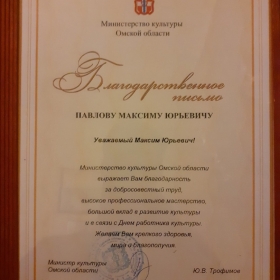 Министерство культуры
Омской области
Благодарственное
письмо
ПАВЛОВУ МАКСИМУ ЮРЬЕВИЧУ
Уважаемый Максим Юрьевич!
Министерство культуры Омской области
выражает Вам благодарность
за добросовестный труд,
высокое профессиональное мастерство,
большой вклад в развитие культуры
и в связи с Днем работника культуры
Желаем Вам крепкого здоровья,
мира и благополучия.
Министр культуры
Омской области
Ю.В. Трофимов